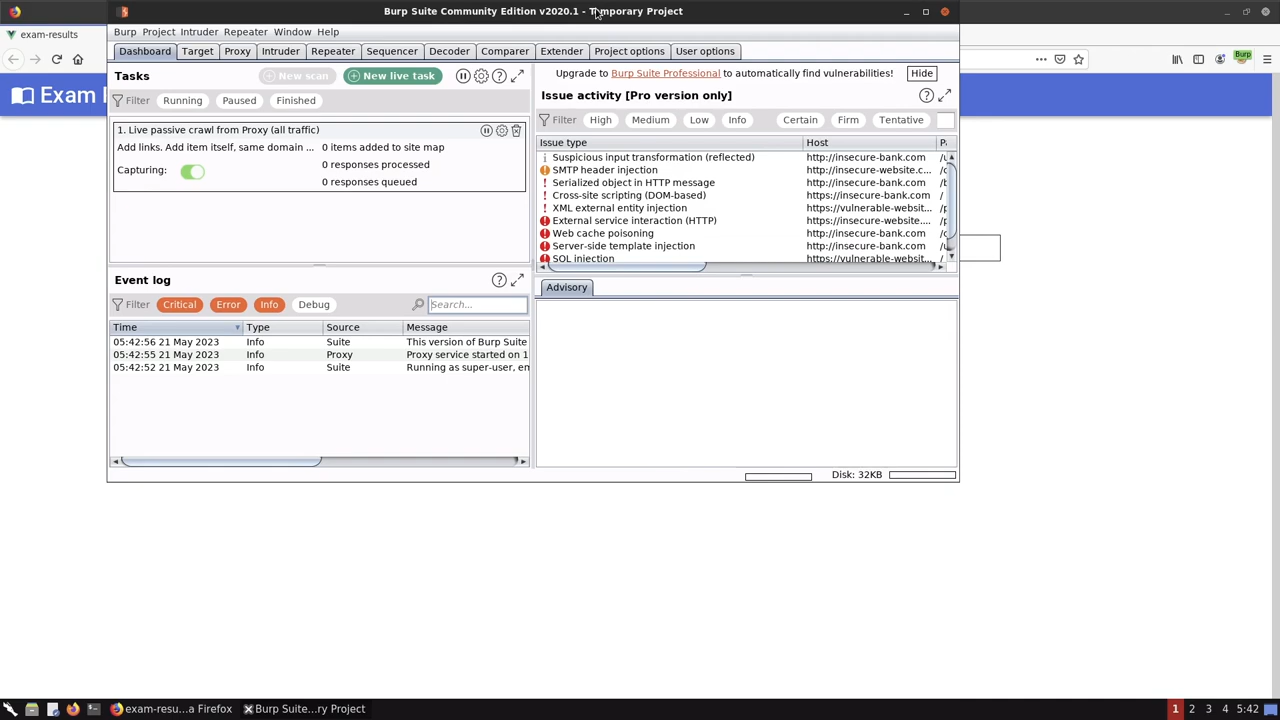 exam-results
Exam
Burp
Burp Suite Community Edition v2020.1 - Temporary Project
Burp Project Intruder Repeater Window Help
Dashboard Target Proxy Intruder Repeater Sequencer Decoder Comparer Extender Project options User options
Tasks
New scan
New live task
Filter Running Paused Finished
1. Live passive crawl from Proxy (all traffic)
Add links. Add item itself, same domain ...
0 items added to site map
Capturing:
0 responses processed
0 responses queued
Event log
Filter Critical Error Info Debug
Search...
Time Type Source Message
05:42:56 21 May 2023 Info Suite This version of Burp Suite
05:42:55 21 May 2023 Info Proxy Proxy service started on 1
05:42:52 21 May 2023 Info Suite Running as super-user, em
Upgrade to Burp Suite Professional to automatically find vulnerabilities!
Hide
Issue activity [Pro version only]
Filter High Medium Low Info Certain Firm Tentative
Issue type Host
Suspicious input transformation (reflected) http://insecure-bank.com
SMTP header injection http://insecure-website.c...
Serialized object in HTTP message http://insecure-bank.com
Cross-site scripting (DOM-based) https://insecure-bank.com /
XML external entity injection https://vulnerable-websit...
External service interaction (HTTP) https://insecure-website....
Web cache poisoning http://insecure-bank.com
Server-side template injection http://insecure-bank.com
SQL injection https://vulnerable-websit...
Advisory
Disk: 32KB
exam-resu...a Firefox
Burp Suite...ry Project
1 2 3 4 5:42